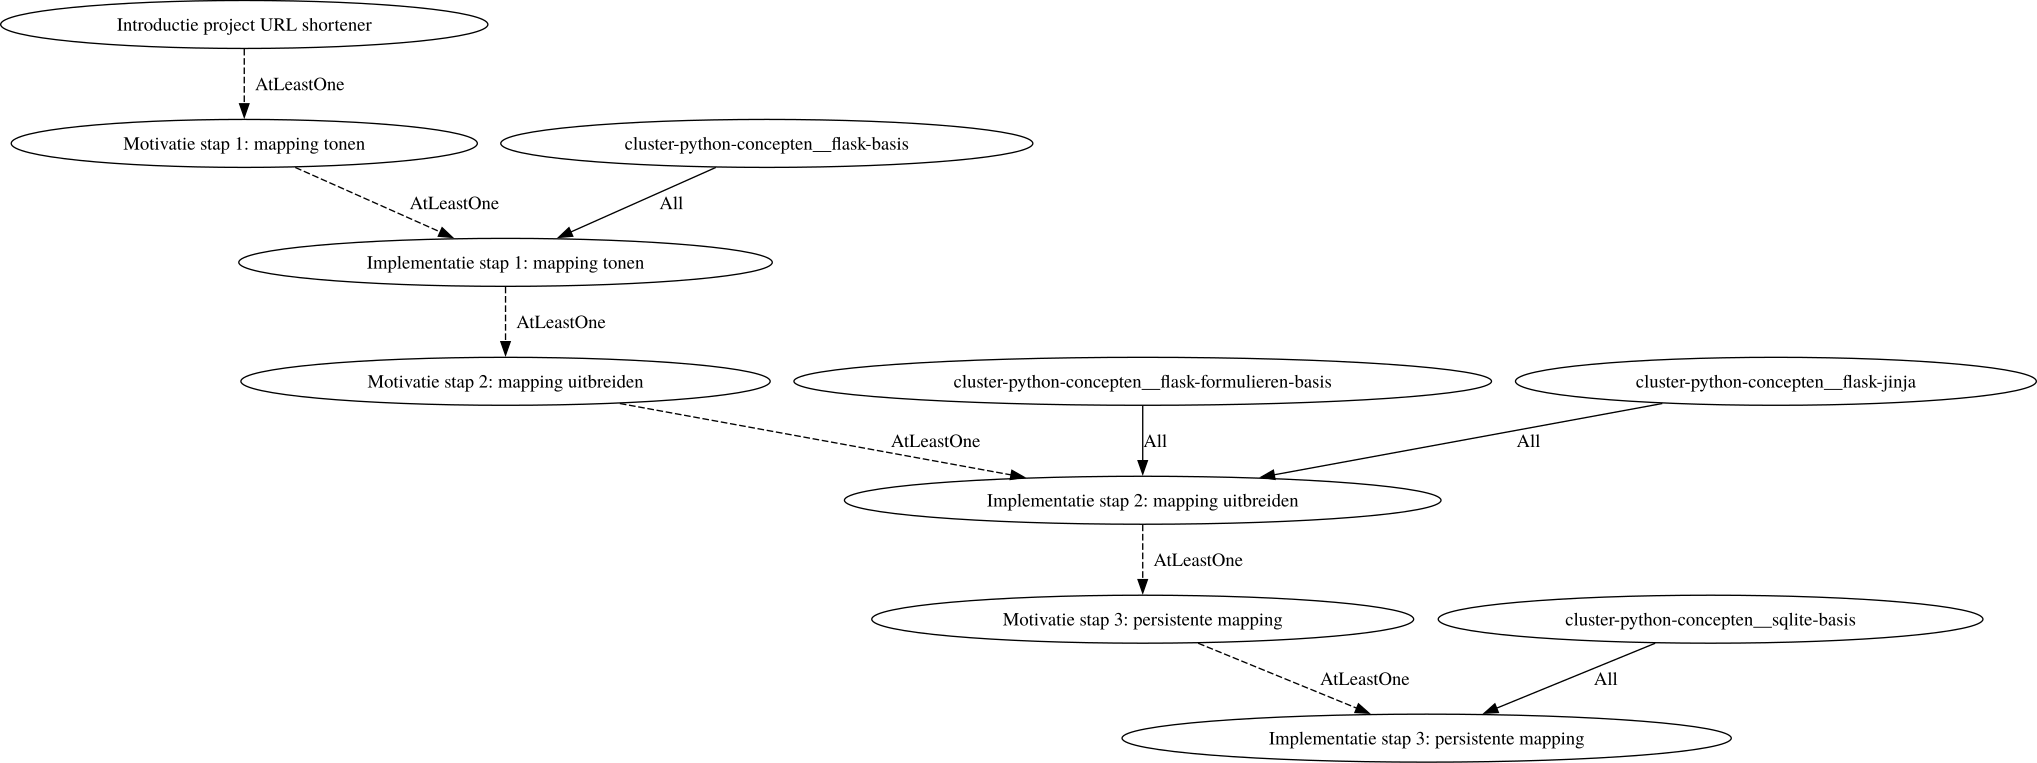 Introductie project URL shortener
AtLeastOne
Motivatie stap 1: mapping tonen
cluster-python-concepten__flask-basis
AtLeastOne
All
Implementatie stap 1: mapping tonen
AtLeastOne
Motivatie stap 2: mapping uitbreiden
cluster-python-concepten__flask-formulieren-basis
cluster-python-concepten__flask-jinja
AtLeastOne
All
All
Implementatie stap 2: mapping uitbreiden
AtLeastOne
Motivatie stap 3: persistente mapping
cluster-python-concepten__sqlite-basis
AtLeastOne
All
Implementatie stap 3: persistente mapping